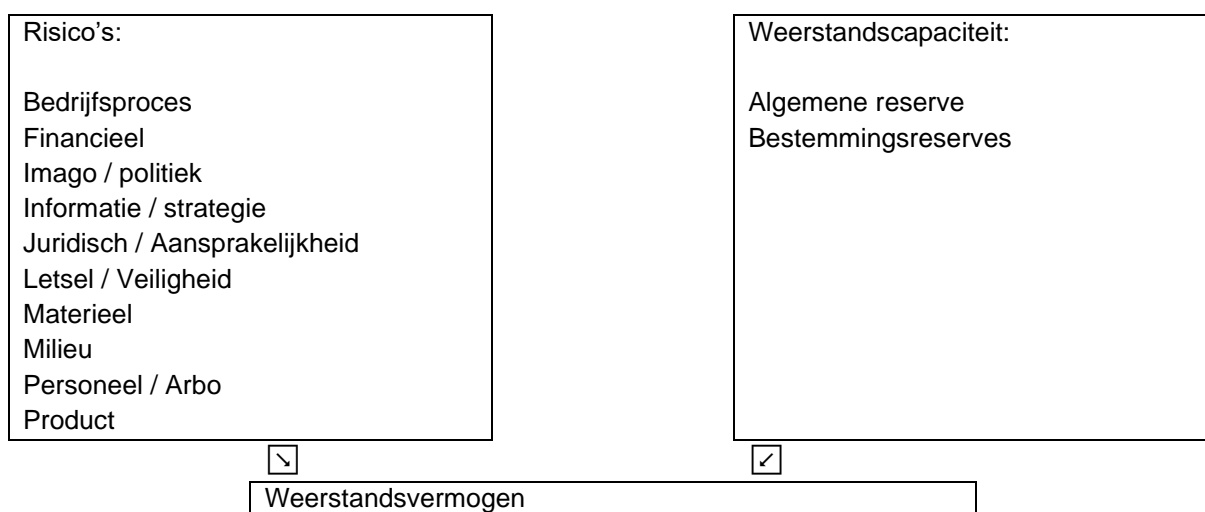 Risico’s:
Bedrijfsproces
Financieel
Imago / politiek
Informatie / strategie
Juridisch / Aansprakelijkheid
Letsel / Veiligheid
Materieel
Milieu
Personeel / Arbo
Product
Weerstandscapaciteit:
Algemene reserve
Bestemmingsreserves
Weerstandsvermogen